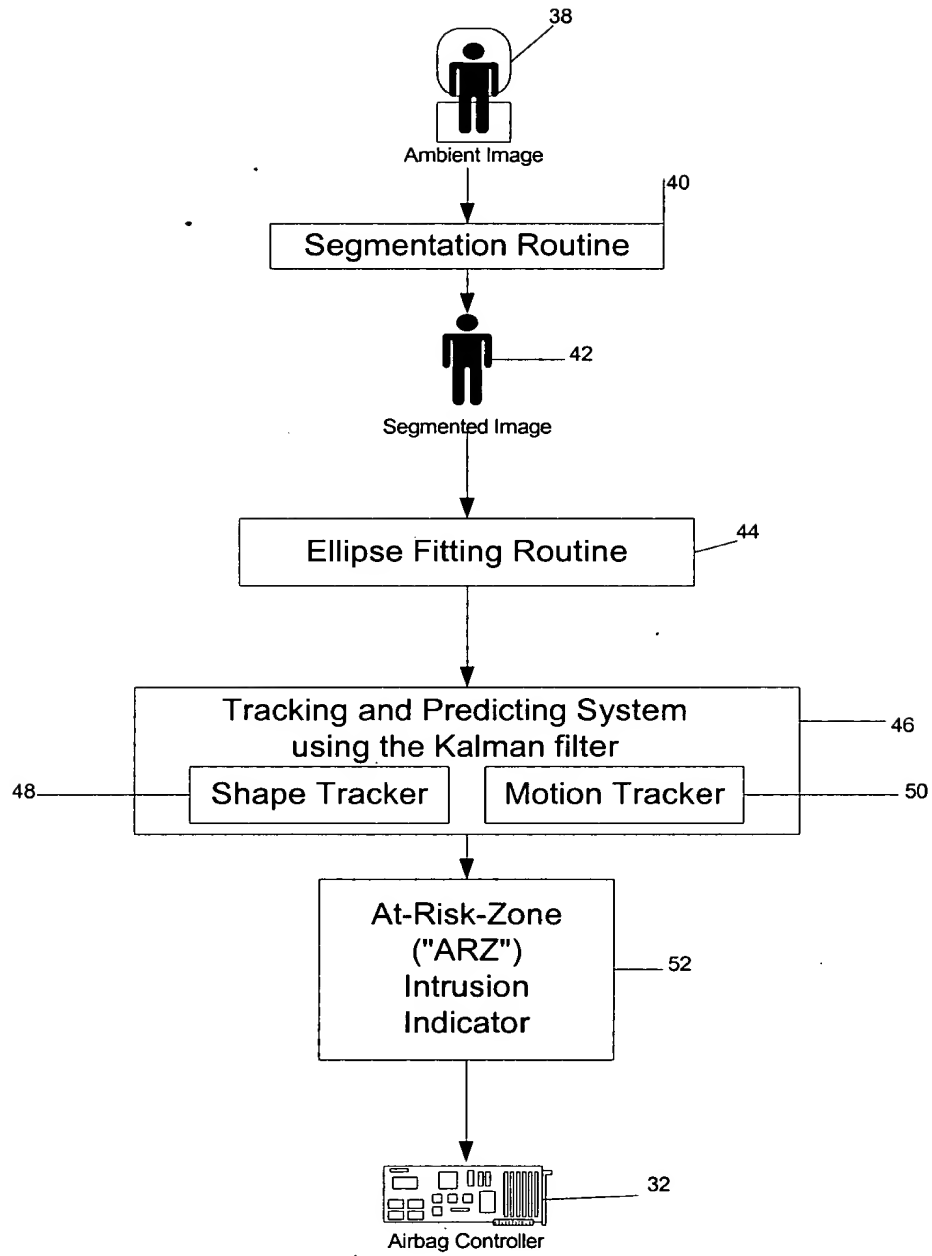 38
Ambient Image
40
Segmentation Routine
42
Segmented Image
44
Ellipse Fitting Routine
Tracking and Predicting System
using the Kalman filter
46
48
Shape Tracker
Motion Tracker
50
At-Risk-Zone
("ARZ")
Intrusion
Indicator
52
32
Airbag Controller